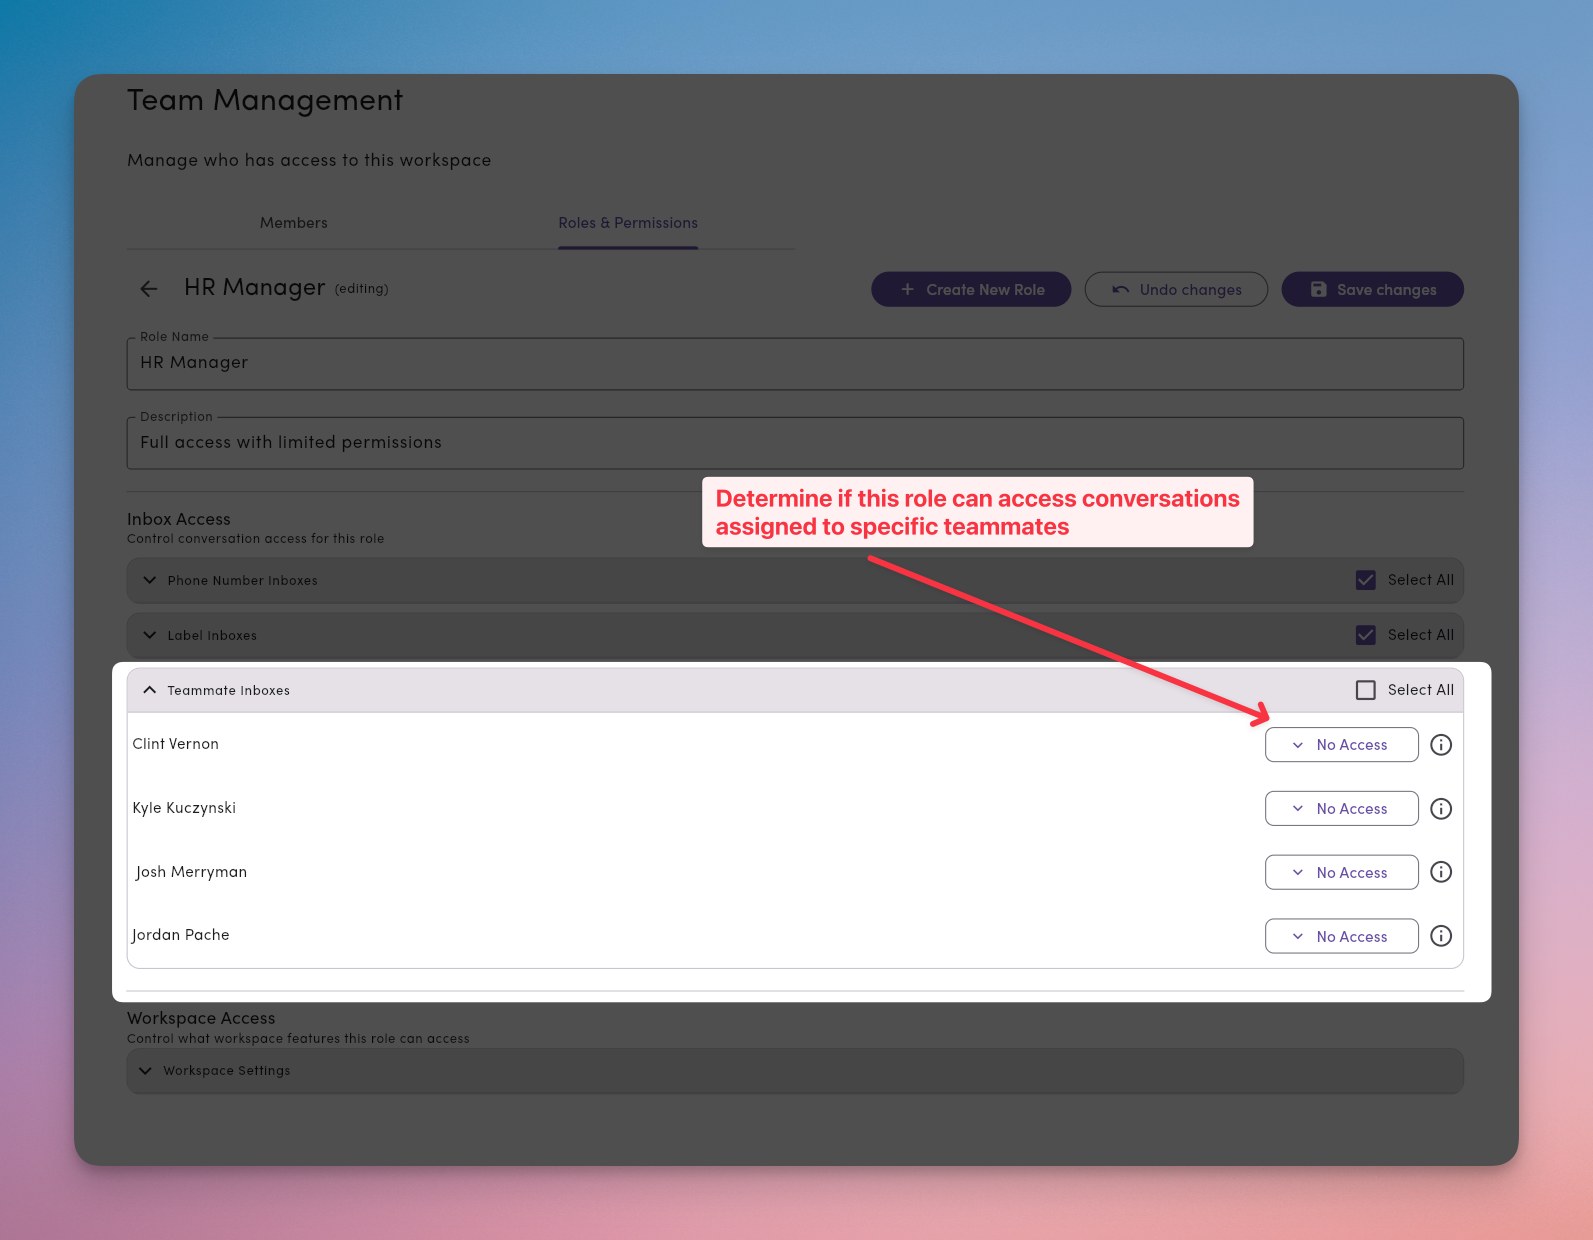 Team Management
Manage who has access to this workspace
Members
Roles & Permissions
HR Manager (editing)
Create New Role
Undo changes
Save changes
Role Name
HR Manager
Description
Full access with limited permissions
Determine if this role can access conversations
assigned to specific teammates
Inbox Access
Control conversation access for this role
Phone Number Inboxes
Select All
Label Inboxes
Select All
Teammate Inboxes
Select All
Clint Vernon
No Access
Kyle Kuczynski
No Access
Josh Merryman
No Access
Jordan Pache
No Access
Workspace Access
Control what workspace features this role can access
Workspace Settings